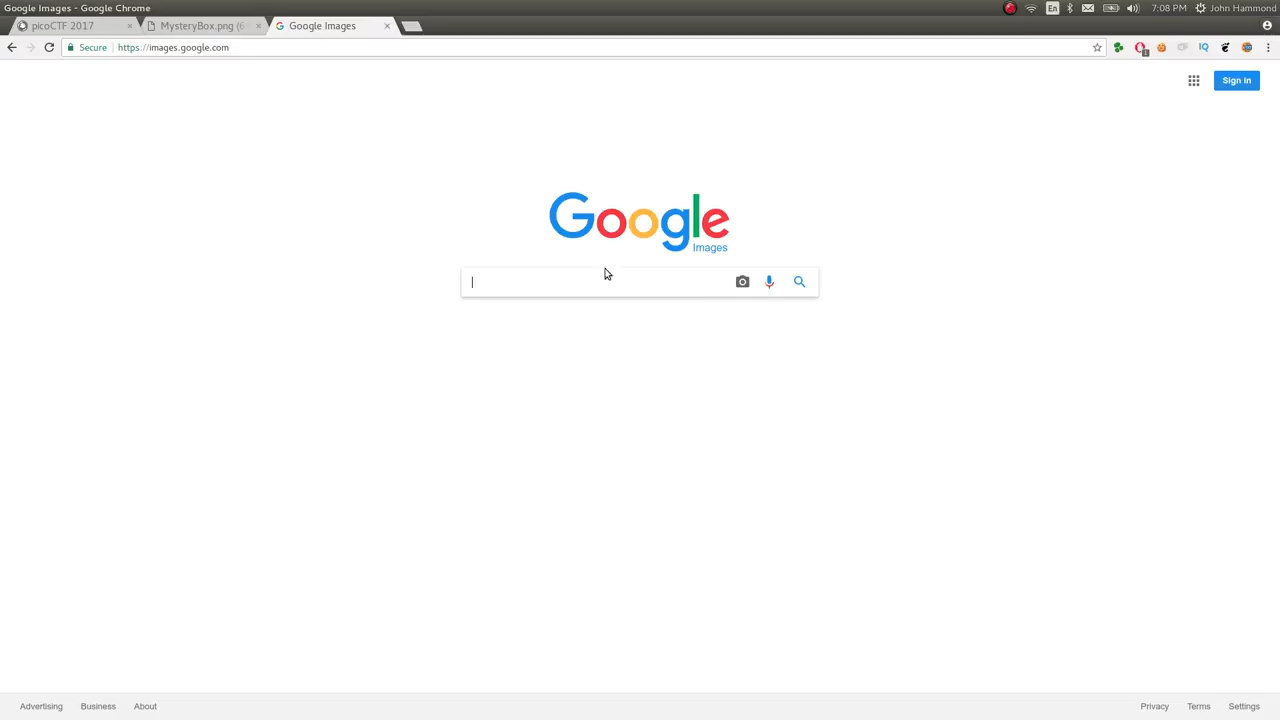 Google Images - Google Chrome
En
7:08 PM
John Hammond
picoCTF 2017
MysteryBox.png (6
Google Images
Secure
https://images.google.com
IQ
Sign in
Google
Images
Advertising
Business
About
Privacy
Terms
Settings